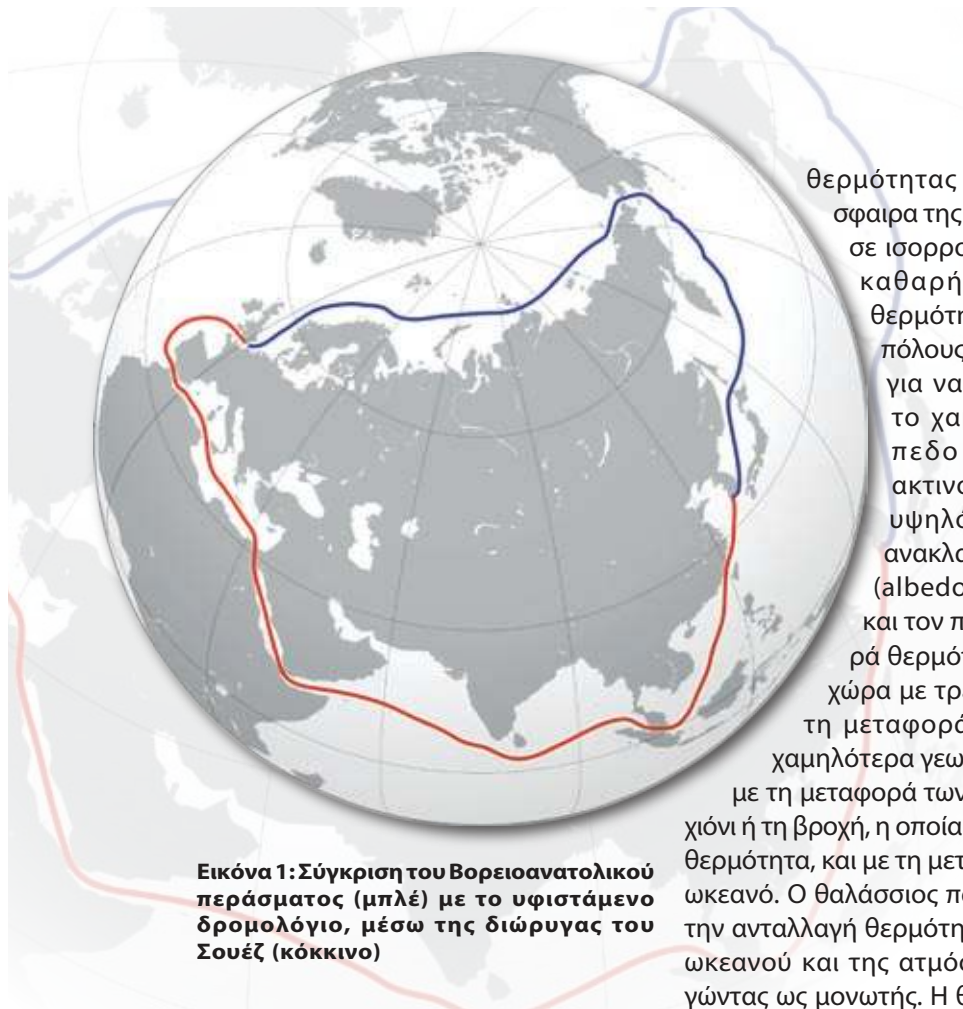 θερμότητας
σφαιρα της
σε ισορρο
καθαρή
θερμότη
πόλους
για να
το χα
πεδο
ακτινο
υψηλό
ανακλα
(albedo
και τον π
ρά θερμότ
χώρα με τρε
τη μεταφορά
χαμηλότερα γεω
με τη μεταφορά των
χιόνι ή τη βροχή, η οποία
θερμότητα, και με τη μετ
ωκεανό. Ο θαλάσσιος π
την ανταλλαγή θερμότη
ωκεανού και της ατμόσ
γώντας ως μονωτής. Η θ
Εικόνα 1: Σύγκριση του Βορειοανατολικού
περάσματος (μπλέ) με το υφιστάμενο
δρομολόγιο, μέσω της διώρυγας του
Σουέζ (κόκκινο)